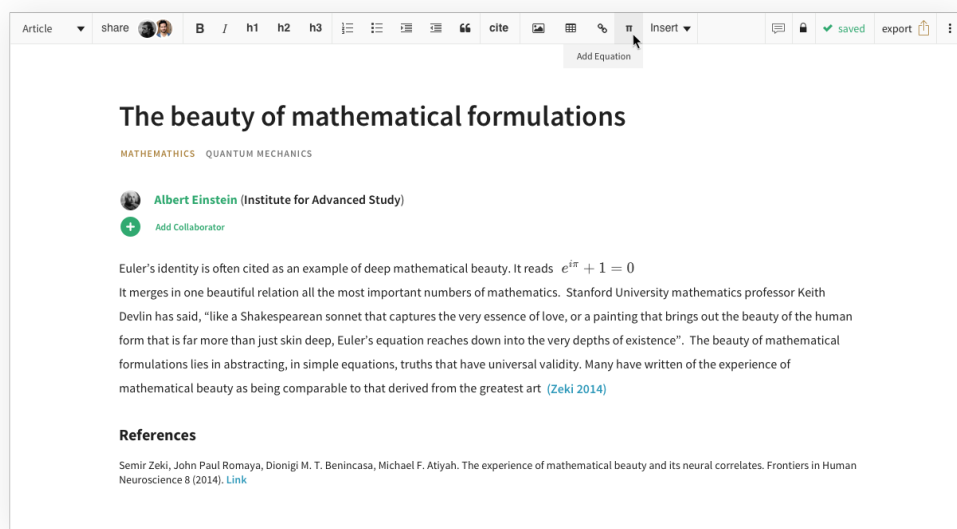 Article share B I h1 h2 h3 cite π Insert saved export
Add Equation
The beauty of mathematical formulations
MATHEMATHICS QUANTUM MECHANICS
Albert Einstein (Institute for Advanced Study)
Add Collaborator
Euler's identity is often cited as an example of deep mathematical beauty. It reads e^{iπ} + 1 = 0
It merges in one beautiful relation all the most important numbers of mathematics. Stanford University mathematics professor Keith
Devlin has said, “like a Shakespearean sonnet that captures the very essence of love, or a painting that brings out the beauty of the human
form that is far more than just skin deep, Euler's equation reaches down into the very depths of existence”. The beauty of mathematical
formulations lies in abstracting, in simple equations, truths that have universal validity. Many have written of the experience of
mathematical beauty as being comparable to that derived from the greatest art (Zeki 2014)
References
Semir Zeki, John Paul Romaya, Dionigi M. T. Benincasa, Michael F. Atiyah. The experience of mathematical beauty and its neural correlates. Frontiers in Human
Neuroscience 8 (2014). Link